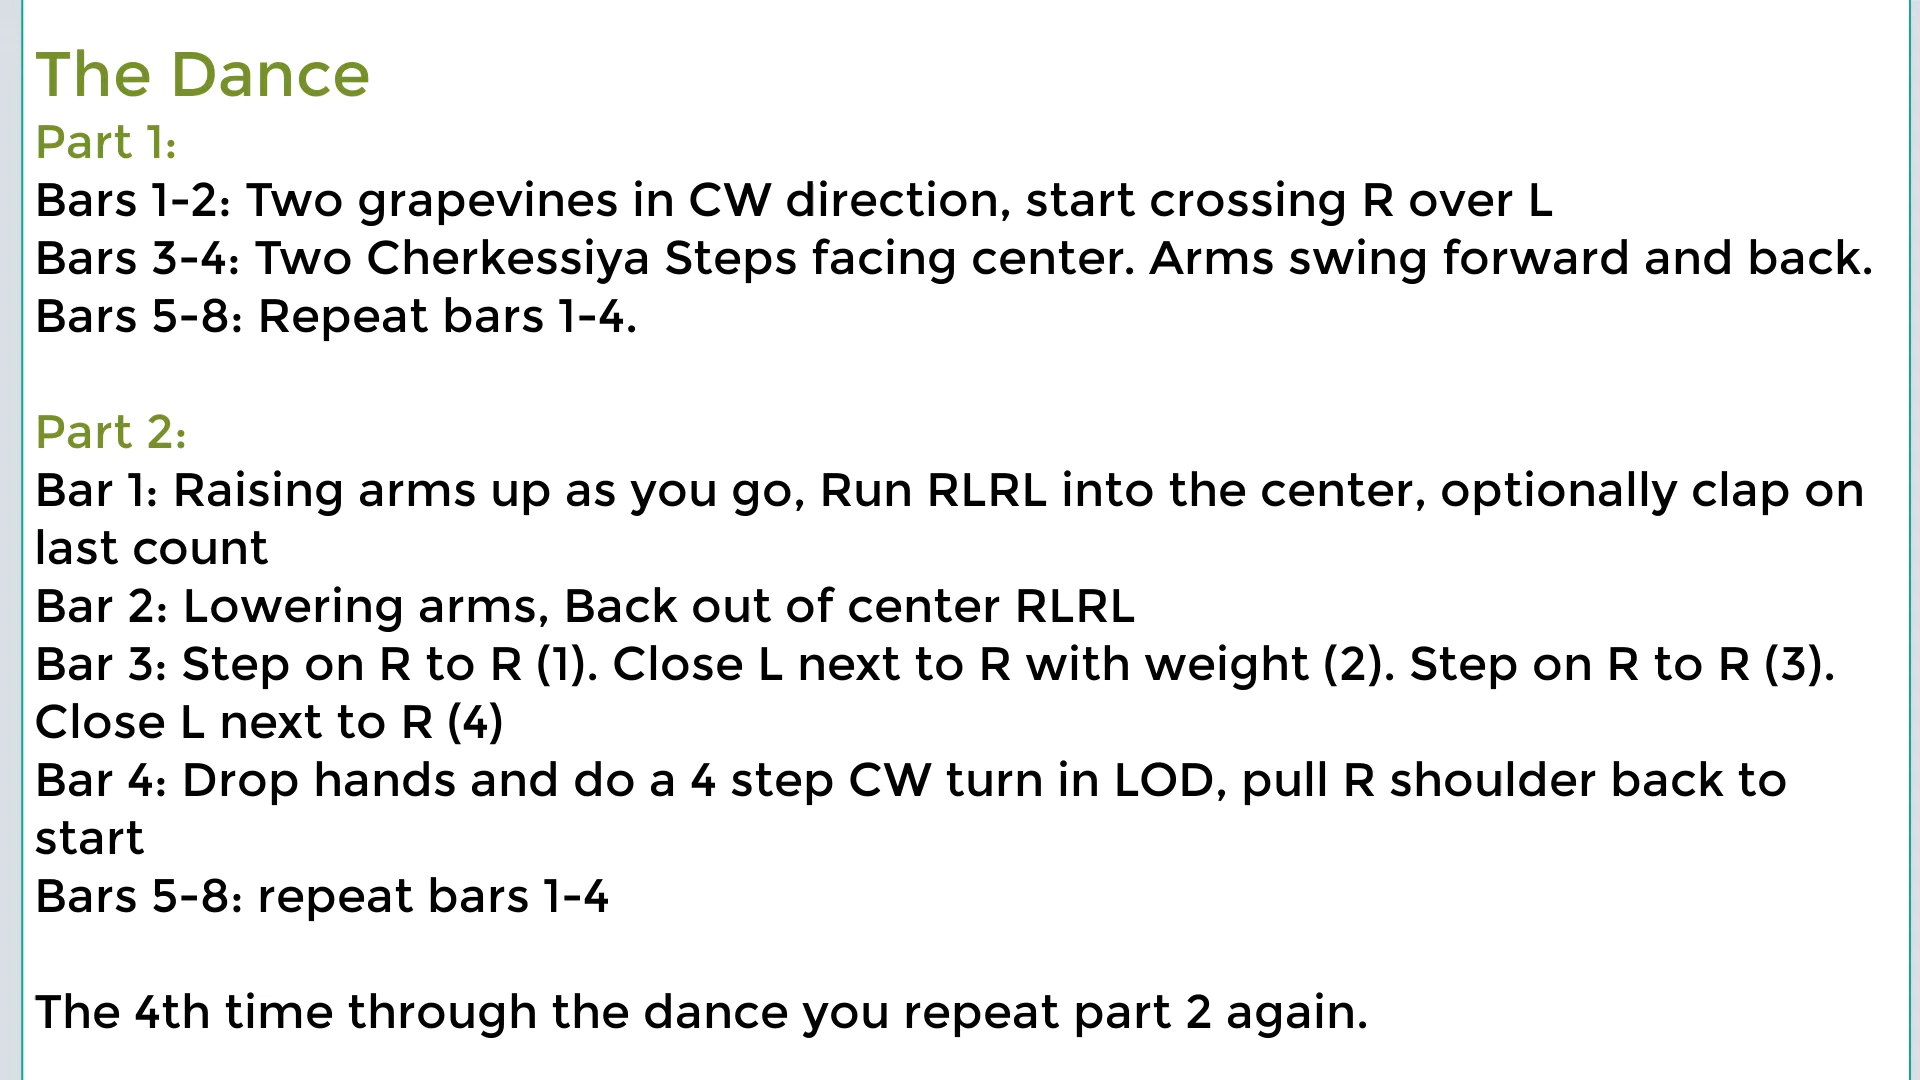 The Dance
Part 1:
Bars 1-2: Two grapevines in CW direction, start crossing R over L
Bars 3-4: Two Cherkessiya Steps facing center. Arms swing forward and back.
Bars 5-8: Repeat bars 1-4.
Part 2:
Bar 1: Raising arms up as you go, Run RLRL into the center, optionally clap on
last count
Bar 2: Lowering arms, Back out of center RLRL
Bar 3: Step on R to R (1). Close L next to R with weight (2). Step on R to R (3).
Close L next to R (4)
Bar 4: Drop hands and do a 4 step CW turn in LOD, pull R shoulder back to
start
Bars 5-8: repeat bars 1-4
The 4th time through the dance you repeat part 2 again.